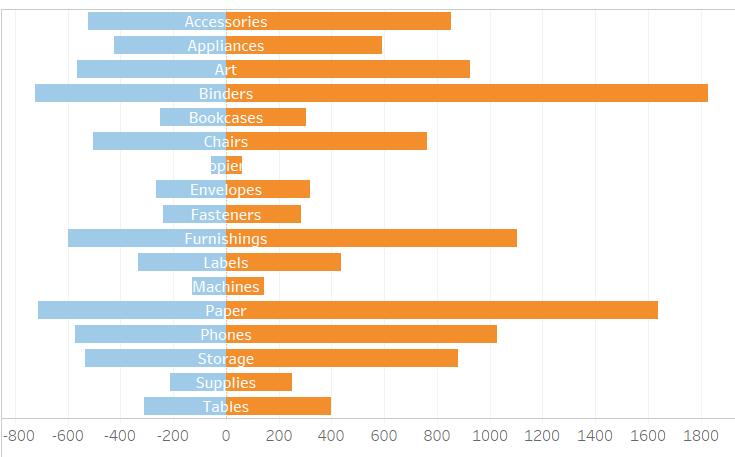 Accessories
Appliances
Art
Binders
Bookcases
Chairs
opier
Envelopes
Fasteners
Furnishings
Labels
Machines
Paper
Phones
Storage
Supplies
Tables
-800 -600 -400 -200 0 200 400 600 800 1000 1200 1400 1600 1800